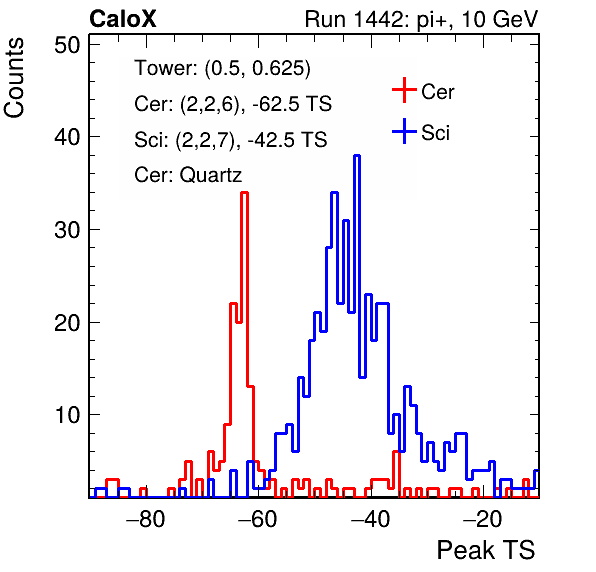 CaloX
Run 1442: pi+, 10 GeV
Counts
Tower: (0.5, 0.625)
Cer: (2,2,6), -62.5 TS
Sci: (2,2,7), -42.5 TS
Cer: Quartz
Cer
Sci
50
40
30
20
10
−80
−60
−40
−20
Peak TS